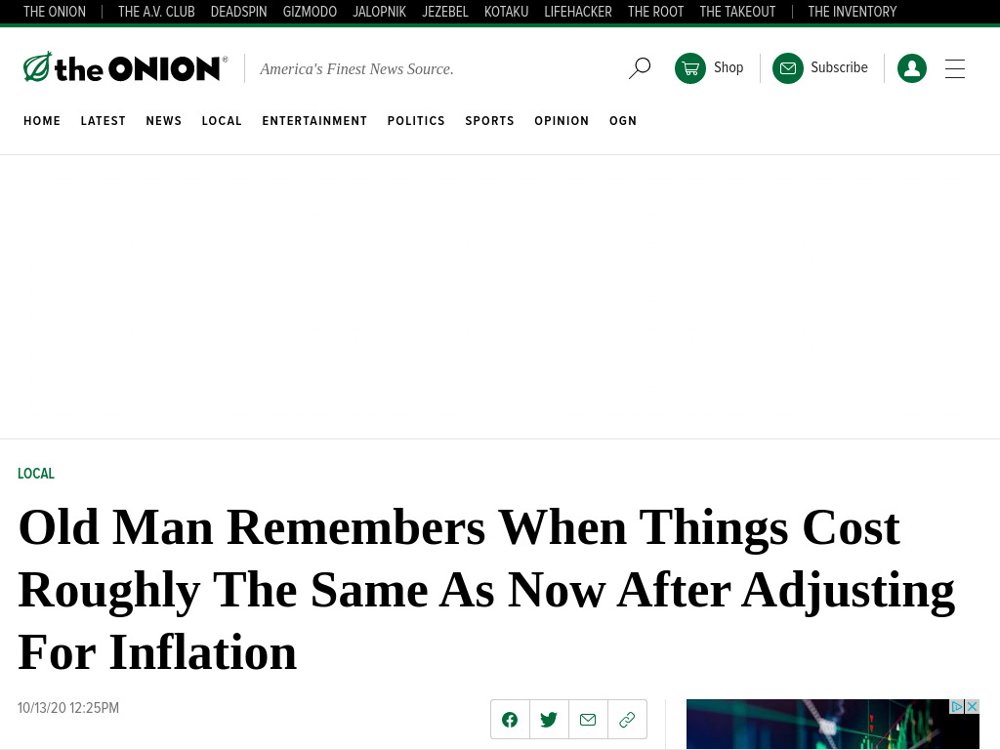 THE ONION THE A.V. CLUB DEADSPIN GIZMODO JALOPNIK JEZEBEL KOTAKU LIFEHACKER THE ROOT THE TAKEOUT THE INVENTORY
the ONION® America's Finest News Source. Shop Subscribe
HOME LATEST NEWS LOCAL ENTERTAINMENT POLITICS SPORTS OPINION OGN
LOCAL
Old Man Remembers When Things Cost
Roughly The Same As Now After Adjusting
For Inflation
10/13/20 12:25PM